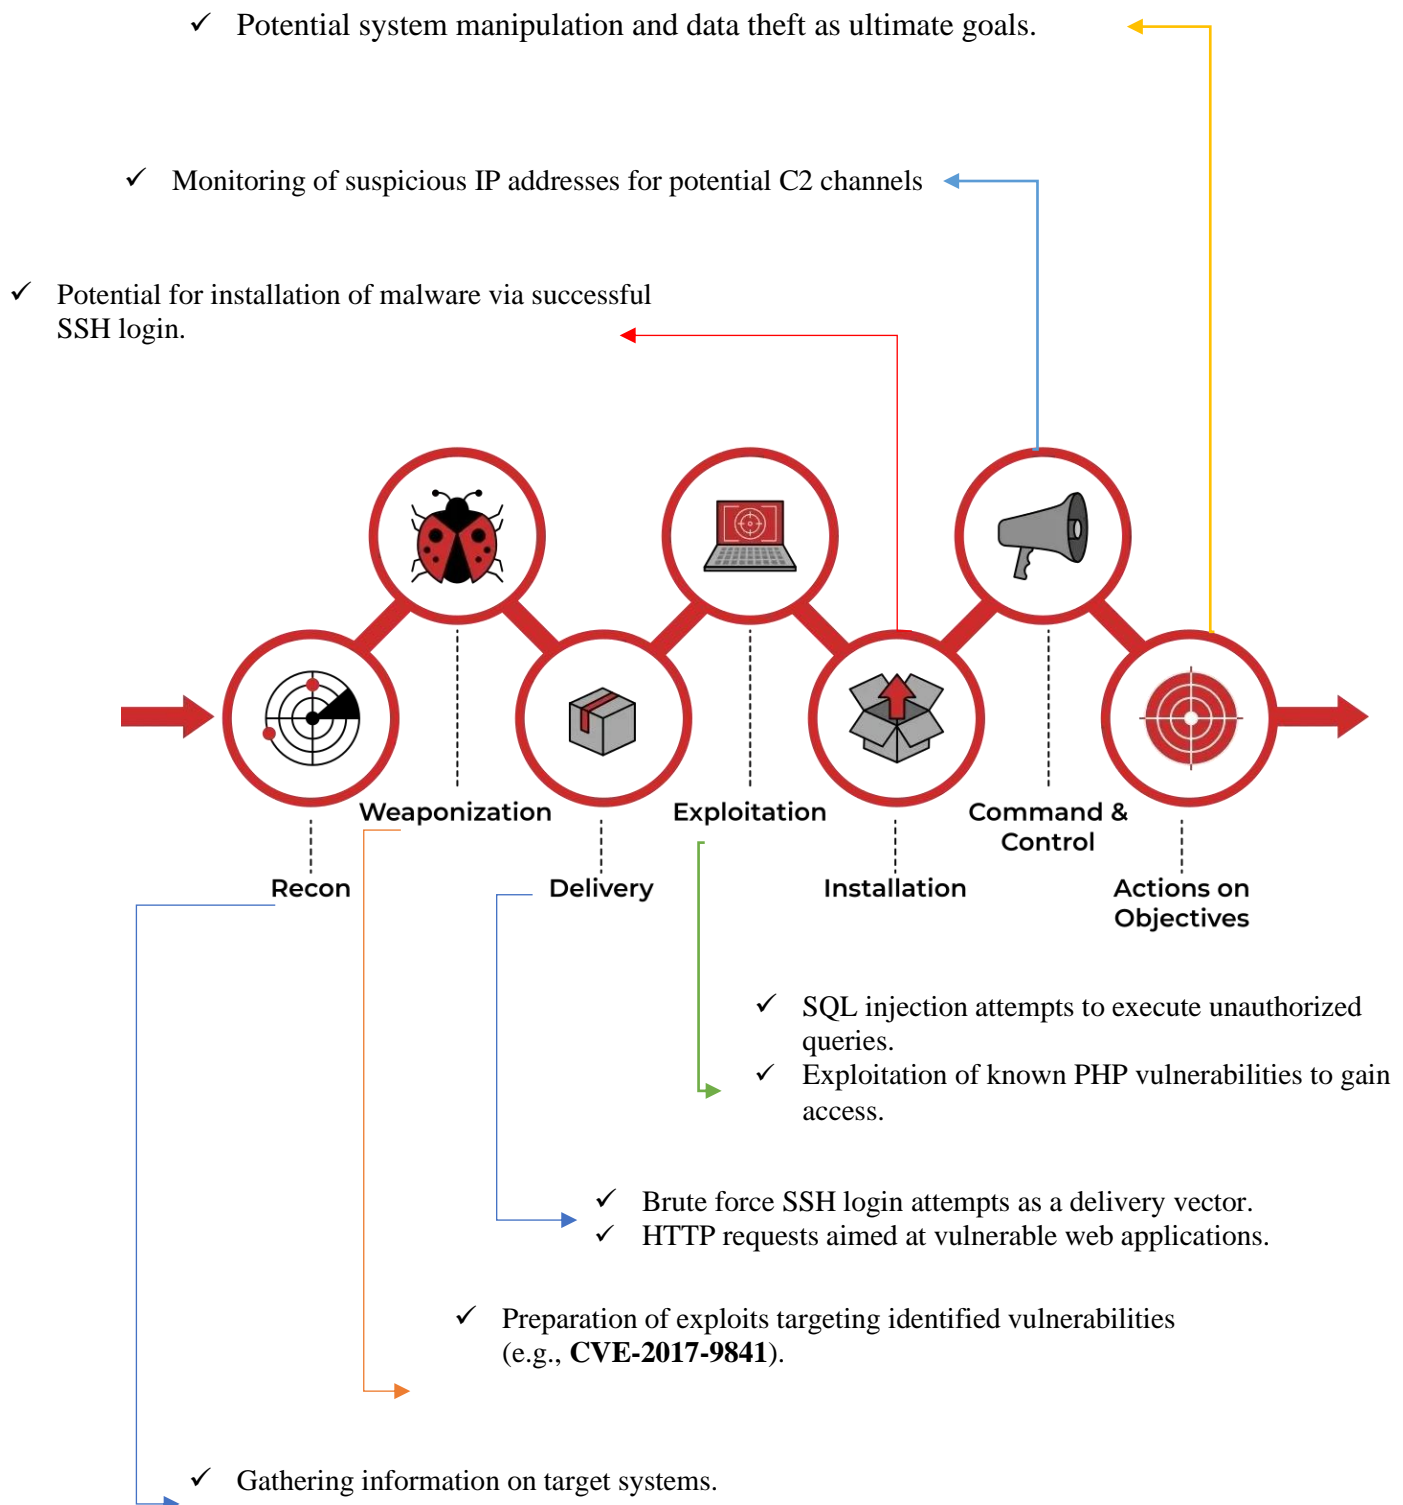 ✓ Potential system manipulation and data theft as ultimate goals.
✓ Monitoring of suspicious IP addresses for potential C2 channels
✓ Potential for installation of malware via successful
SSH login.
Weaponization
Exploitation
Command &
Control
Recon
Delivery
Installation
Actions on
Objectives
✓ SQL injection attempts to execute unauthorized
queries.
✓ Exploitation of known PHP vulnerabilities to gain
access.
✓ Brute force SSH login attempts as a delivery vector.
✓ HTTP requests aimed at vulnerable web applications.
✓ Preparation of exploits targeting identified vulnerabilities
(e.g., CVE-2017-9841).
✓ Gathering information on target systems.